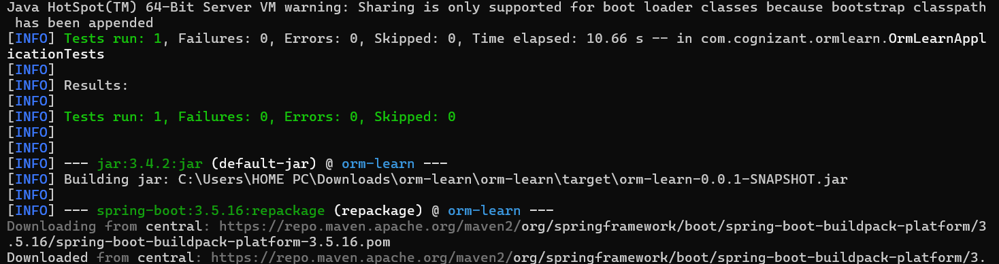 Java HotSpot(TM) 64-Bit Server VM warning: Sharing is only supported for boot loader classes because bootstrap classpath
 has been appended
[INFO] Tests run: 1, Failures: 0, Errors: 0, Skipped: 0, Time elapsed: 10.66 s -- in com.cognizant.ormlearn.OrmLearnAppl
icationTests
[INFO]
[INFO] Results:
[INFO]
[INFO] Tests run: 1, Failures: 0, Errors: 0, Skipped: 0
[INFO]
[INFO]
[INFO] --- jar:3.4.2:jar (default-jar) @ orm-learn ---
[INFO] Building jar: C:\Users\HOME PC\Downloads\orm-learn\orm-learn\target\orm-learn-0.0.1-SNAPSHOT.jar
[INFO]
[INFO] --- spring-boot:3.5.16:repackage (repackage) @ orm-learn ---
Downloading from central: https://repo.maven.apache.org/maven2/org/springframework/boot/spring-boot-buildpack-platform/3
.5.16/spring-boot-buildpack-platform-3.5.16.pom
Downloaded from central: https://repo.maven.apache.org/maven2/org/springframework/boot/spring-boot-buildpack-platform/3.